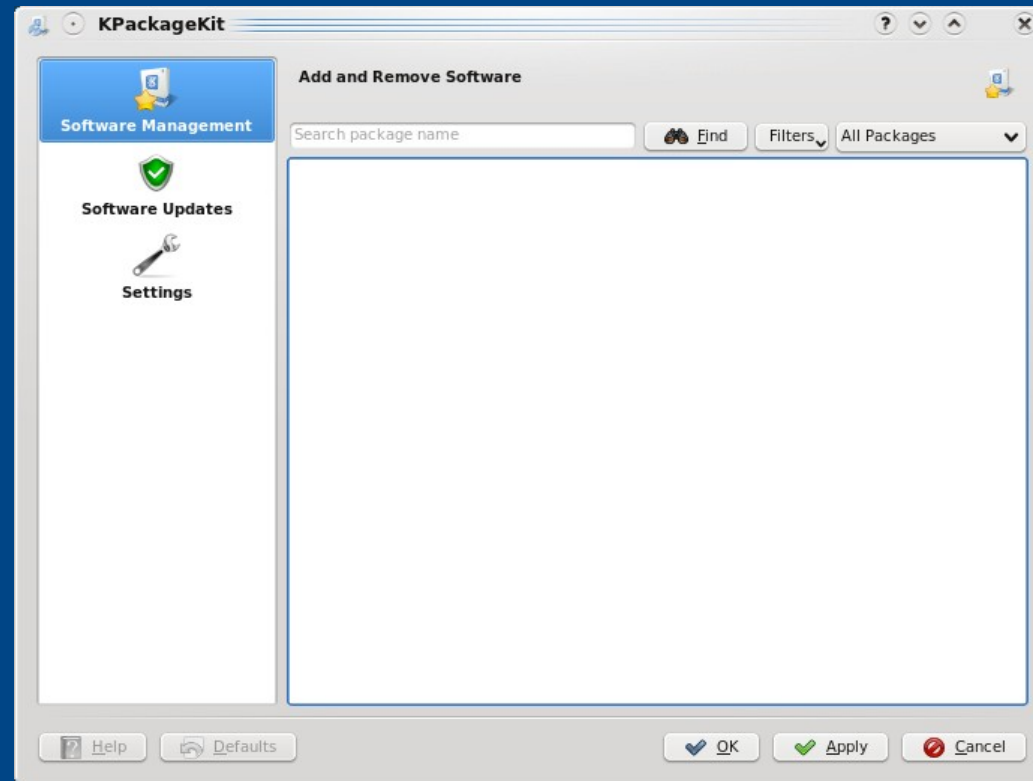 KPackageKit
Software Management
Software Updates
Settings
Add and Remove Software
Search package name
Find
Filters
All Packages
Help
Defaults
OK
Apply
Cancel